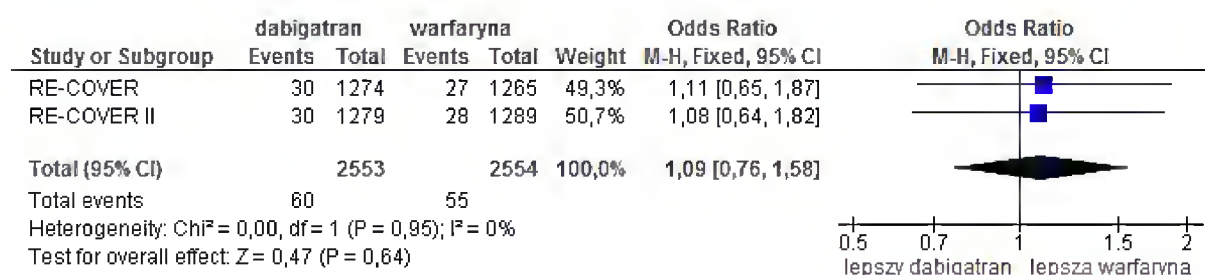 dabigatran warfaryna Odds Ratio Odds Ratio
Study or Subgroup Events Total Events Total Weight M-H, Fixed, 95% CI M-H, Fixed, 95% CI
RE-COVER 30 1274 27 1265 49,3% 1,11 [0,65, 1,87]
RE-COVER II 30 1279 28 1289 50,7% 1,08 [0,64, 1,82]
Total (95% CI) 2553 2554 100,0% 1,09 [0,76, 1,58]
Total events 60 55
Heterogeneity: Chi² = 0,00, df = 1 (P = 0,95); I² = 0%
Test for overall effect: Z = 0,47 (P = 0,64)
0.5 0.7 1 1.5 2
lepszy dabigatran lepsza warfaryna